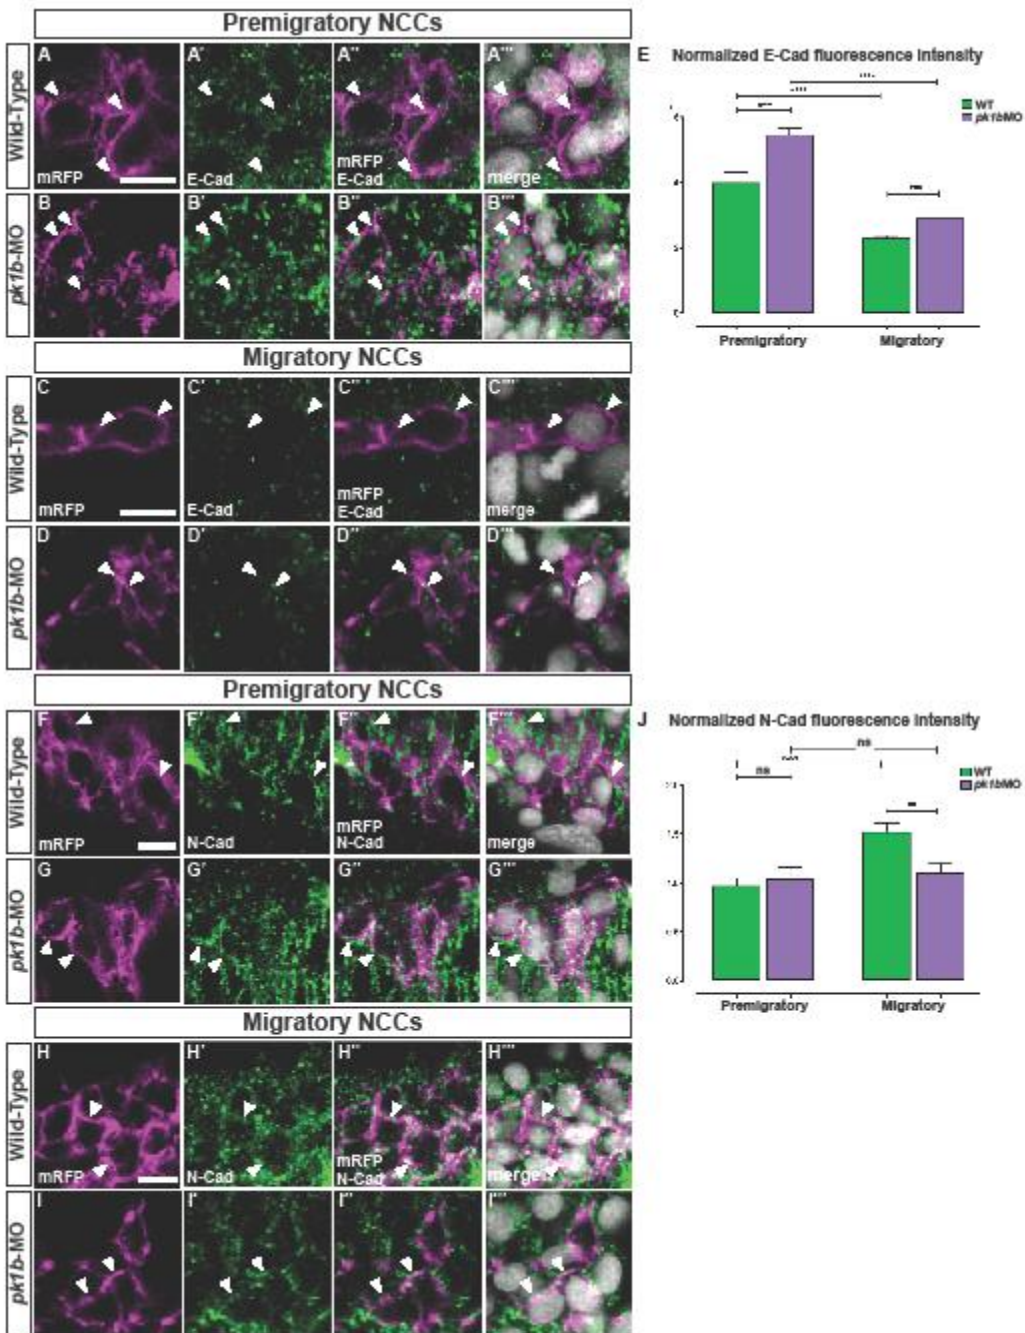 Premigratory NCCs
Wild-Type
A
A'
A''
A'''
mRFP
E-Cad
mRFP
E-Cad
merge
pk1b-MO
B
B'
B''
B'''
Migratory NCCs
Wild-Type
C
C'
C''
C'''
mRFP
E-Cad
mRFP
E-Cad
merge
pk1b-MO
D
D'
D''
D'''
E
Normalized E-Cad fluorescence intensity
WT
pk1bMO
ns
Premigratory
Migratory
Premigratory NCCs
Wild-Type
F
F'
F''
F'''
mRFP
N-Cad
mRFP
N-Cad
merge
pk1b-MO
G
G'
G''
G'''
Migratory NCCs
Wild-Type
H
H'
H''
H'''
mRFP
N-Cad
mRFP
N-Cad
merge
pk1b-MO
I
I'
I''
I'''
J
Normalized N-Cad fluorescence intensity
ns
ns
WT
pk1bMO
Premigratory
Migratory